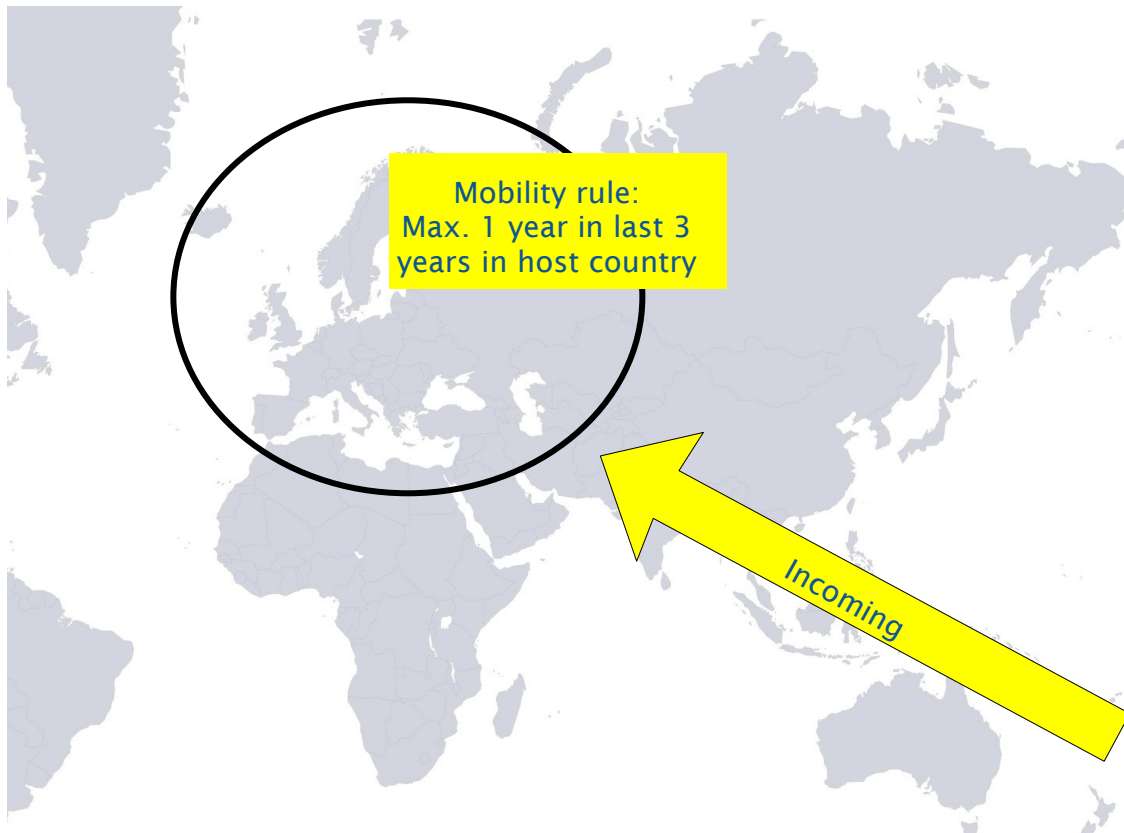 Mobility rule:
Max. 1 year in last 3
years in host country
Incoming